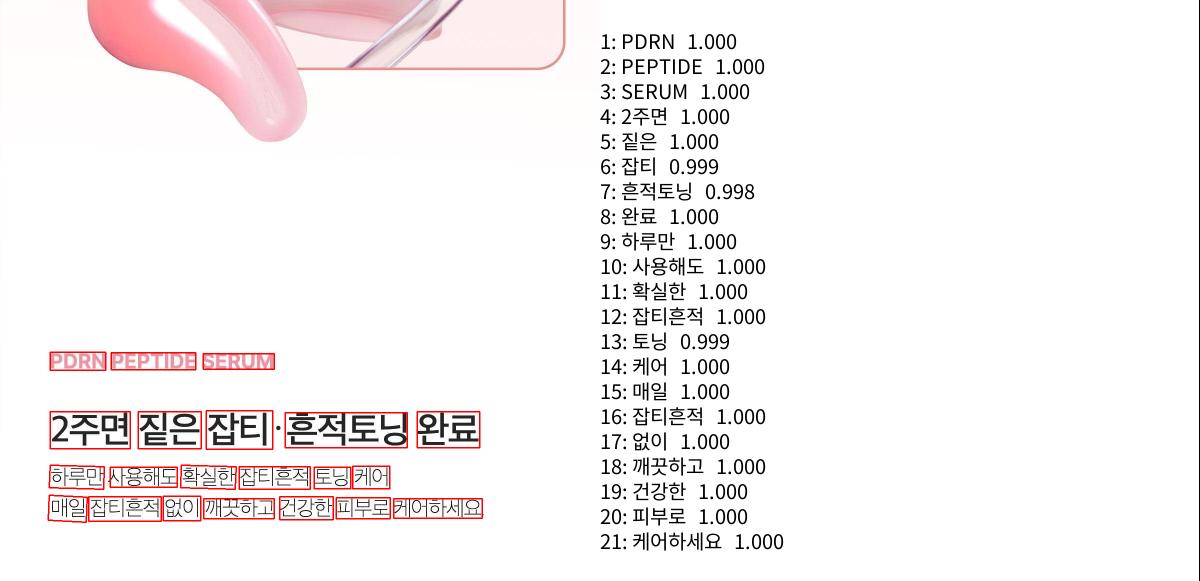 PDRN PEPTIDE SERUM
2주면 짙은 잡티·흔적토닝 완료
하루만 사용해도 확실한 잡티흔적 토닝 케어
매일 잡티흔적 없이 깨끗하고 건강한 피부로 케어하세요
1: PDRN 1.000
2: PEPTIDE 1.000
3: SERUM 1.000
4: 2주면 1.000
5: 짙은 1.000
6: 잡티 0.999
7: 흔적토닝 0.998
8: 완료 1.000
9: 하루만 1.000
10: 사용해도 1.000
11: 확실한 1.000
12: 잡티흔적 1.000
13: 토닝 0.999
14: 케어 1.000
15: 매일 1.000
16: 잡티흔적 1.000
17: 없이 1.000
18: 깨끗하고 1.000
19: 건강한 1.000
20: 피부로 1.000
21: 케어하세요 1.000